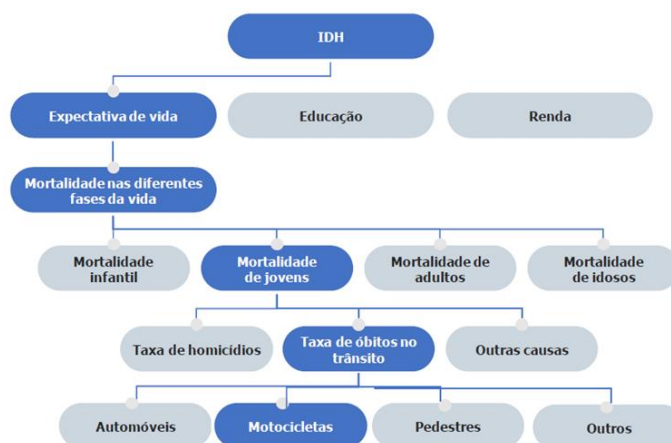 IDH
Expectativa de vida
Educação
Renda
Mortalidade nas diferentes
fases da vida
Mortalidade
infantil
Mortalidade
de jovens
Mortalidade de
adultos
Mortalidade
de idosos
Taxa de homicídios
Taxa de óbitos no
trânsito
Outras causas
Automóveis
Motocicletas
Pedestres
Outros